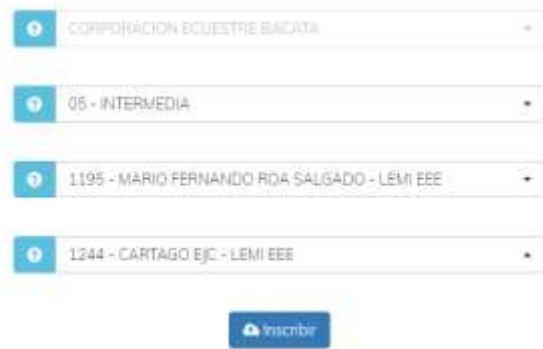 CORPORACION ECUESTRE BACATA
05 - INTERMEDIA
1195 - MARIO FERNANDO ROA SALGADO - LEMI EEE
1244 - CARTAGO EJC - LEMI EEE
Inscribir